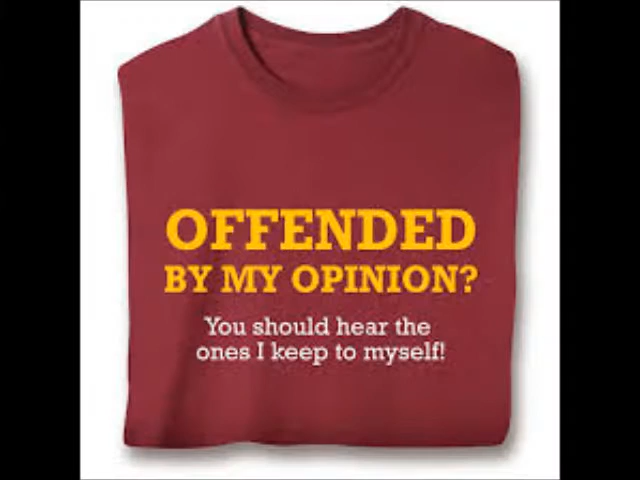 OFFENDED
BY MY OPINION?
You should hear the
ones I keep to myself!